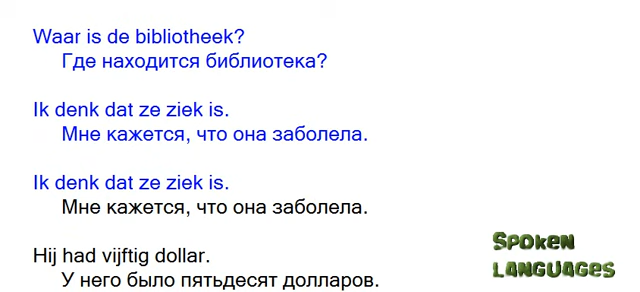 Waar is de bibliotheek?
Где находится библиотека?
Ik denk dat ze ziek is.
Мне кажется, что она заболела.
Ik denk dat ze ziek is.
Мне кажется, что она заболела.
Hij had vijftig dollar.
У него было пятьдесят долларов.
Spoken
Languages